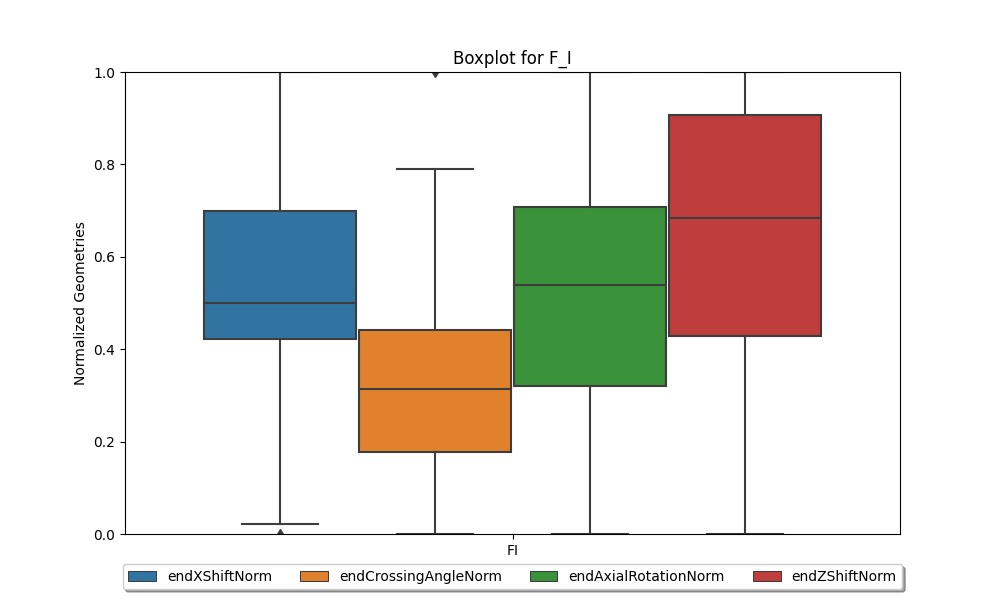 Boxplot for F_I
1.0
0.8
0.6
0.4
0.2
0.0
Normalized Geometries
FI
endXShiftNorm endCrossingAngleNorm endAxialRotationNorm endZShiftNorm